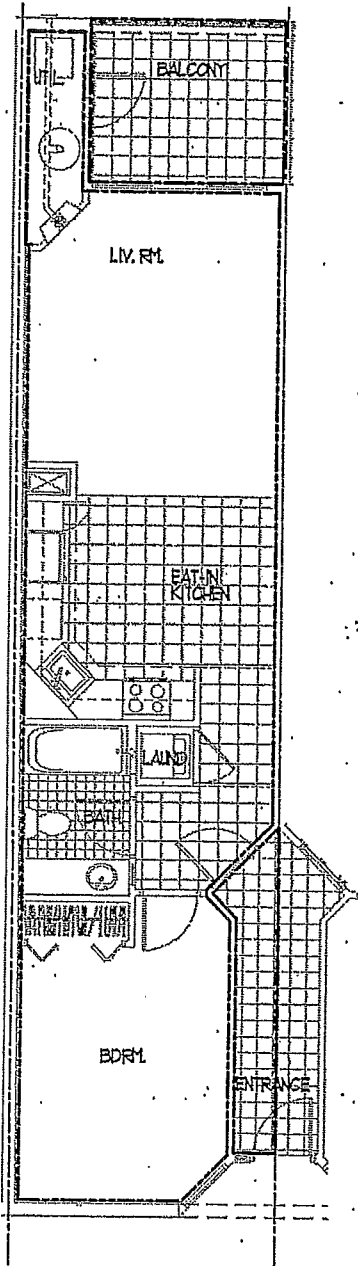 BALCONY
A
LIV. RM.
EAT-IN
KITCHEN
LAUND
BATH
BDRM.
ENTRANCE